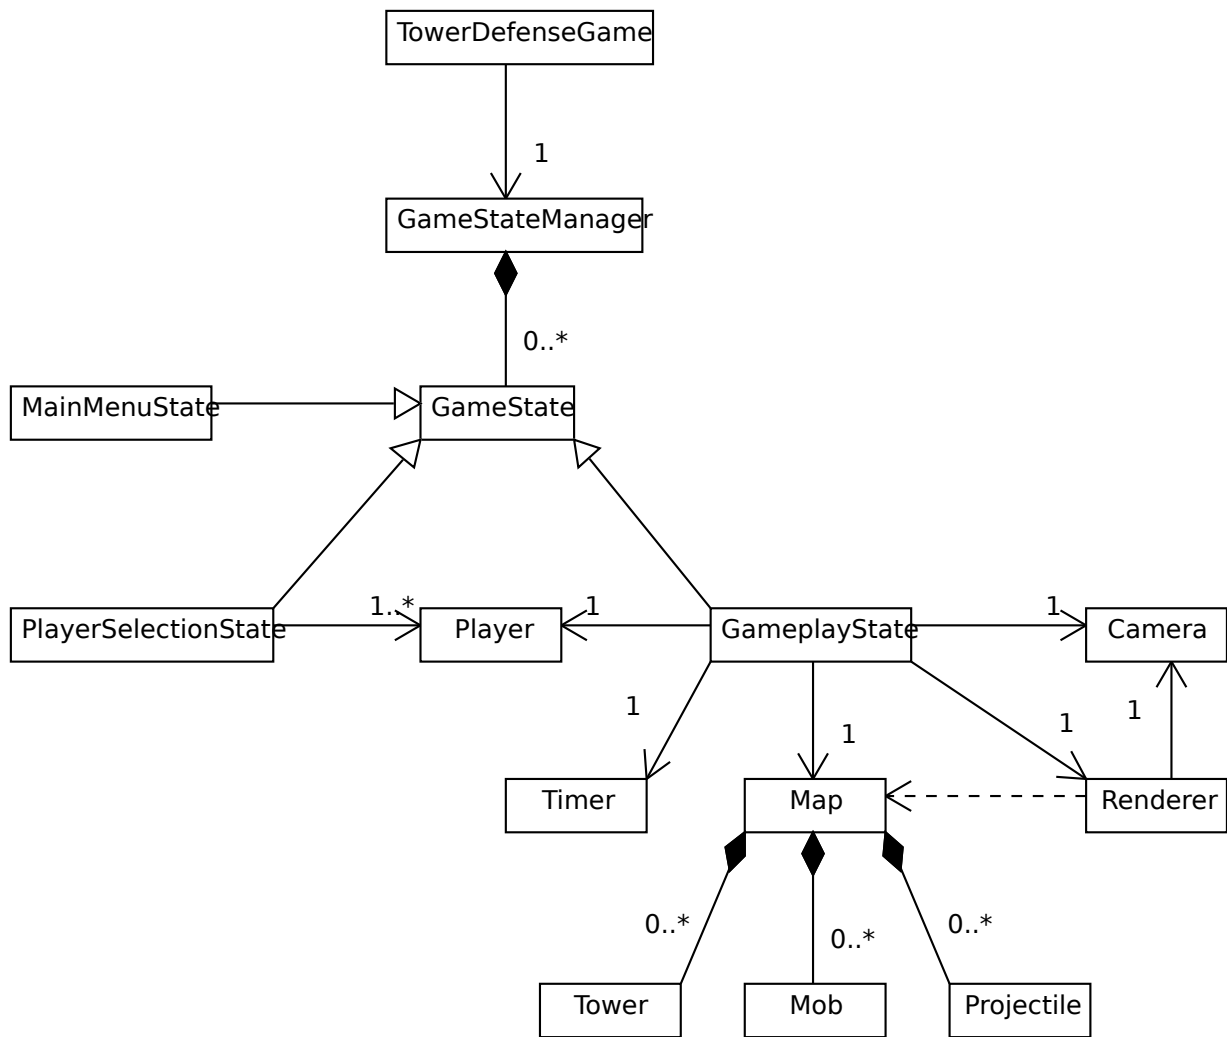 TowerDefenseGame
1
GameStateManager
0..*
MainMenuState
GameState
PlayerSelectionState
1..*
Player
1
GameplayState
1
Camera
1
1
1
1
Timer
Map
Renderer
0..*
0..*
0..*
Tower
Mob
Projectile